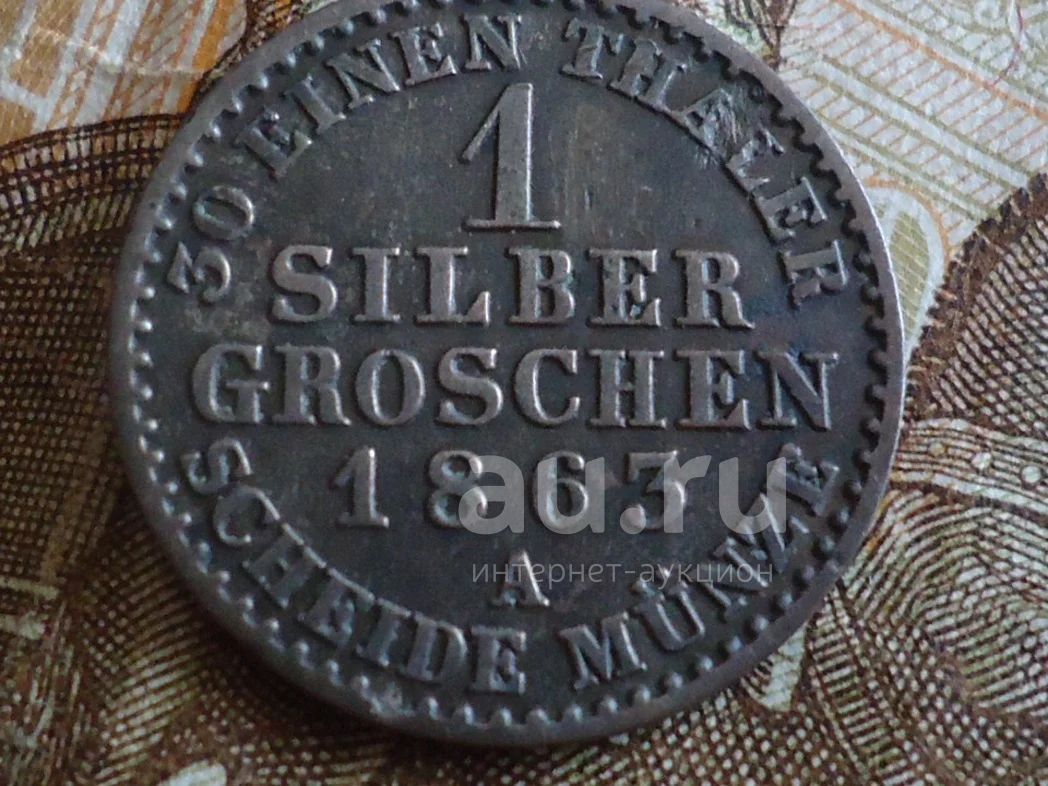 30 EINEN THALER
1
SILBER
GROSCHEN
1863
A
SCHEIDE MÜNZE
au.ru
интернет-аукцион